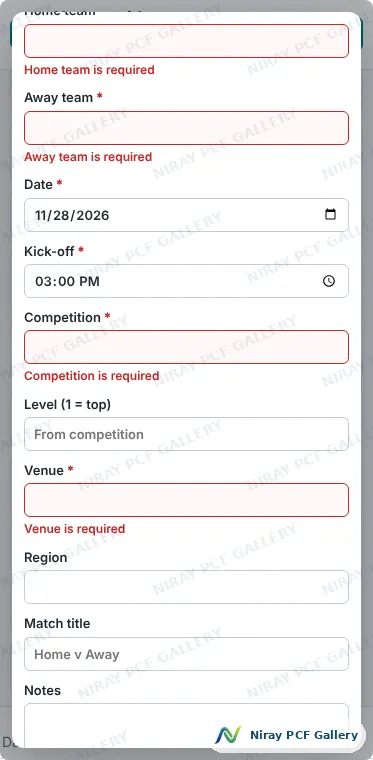 Home team
Home team is required
Away team *
Away team is required
Date *
11/28/2026
Kick-off *
03:00 PM
Competition *
Competition is required
Level (1 = top)
From competition
Venue *
Venue is required
Region
Match title
Home v Away
Notes
Niray PCF Gallery
NIRAY PCF GALLERY